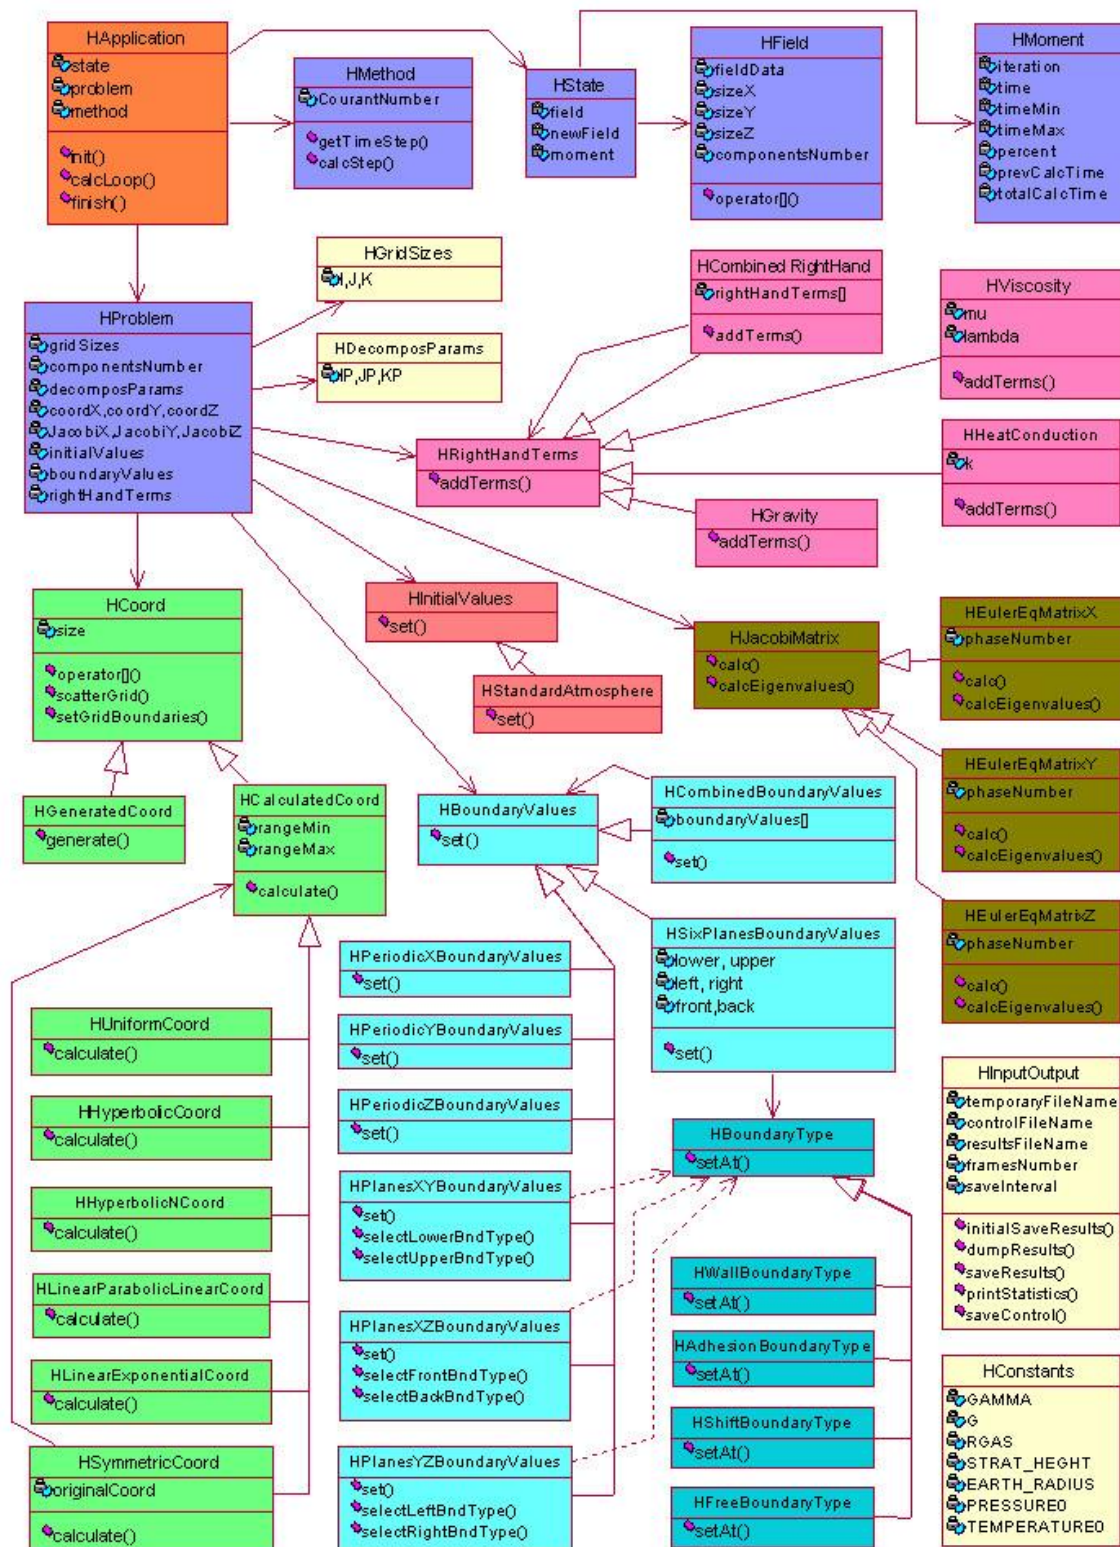 HApplication
state
problem
method
init()
calcLoop()
finish()
HMethod
CourantNumber
getTimeStep()
calcStep()
HState
field
newField
moment
HField
fieldData
sizeX
sizeY
sizeZ
componentsNumber
operator[]()
HMoment
iteration
time
timeMin
timeMax
percent
prevCalcTime
totalCalcTime
HGridSizes
I,J,K
HDecomposParams
IP,JP,KP
HProblem
gridSizes
componentsNumber
decomposParams
coordX,coordY,coordZ
JacobiX,JacobiY,JacobiZ
initialValues
boundaryValues
rightHandTerms
HCombined RightHand
rightHandTerms[]
addTerms()
HViscosity
mu
lambda
addTerms()
HRightHandTerms
addTerms()
HHeatConduction
k
addTerms()
HGravity
addTerms()
HCoord
size
operator[]()
scatterGrid()
setGridBoundaries()
HInitialValues
set()
HStandardAtmosphere
set()
HJacobiMatrix
calc()
calcEigenvalues()
HEulerEqMatrixX
phaseNumber
calc()
calcEigenvalues()
HEulerEqMatrixY
phaseNumber
calc()
calcEigenvalues()
HEulerEqMatrixZ
phaseNumber
calc()
calcEigenvalues()
HGeneratedCoord
generate()
HCalculatedCoord
rangeMin
rangeMax
calculate()
HBoundaryValues
set()
HCombinedBoundaryValues
boundaryValues[]
set()
HSixPlanesBoundaryValues
lower, upper
left, right
front,back
set()
HPeriodicXBoundaryValues
set()
HPeriodicYBoundaryValues
set()
HPeriodicZBoundaryValues
set()
HPlanesXYBoundaryValues
set()
selectLowerBndType()
selectUpperBndType()
HPlanesXZBoundaryValues
set()
selectFrontBndType()
selectBackBndType()
HPlanesYZBoundaryValues
set()
selectLeftBndType()
selectRightBndType()
HUniformCoord
calculate()
HHyperbolicCoord
calculate()
HHyperbolicNCoord
calculate()
HLinearParabolicLinearCoord
calculate()
HLinearExponentialCoord
calculate()
HSymmetricCoord
originalCoord
calculate()
HBoundaryType
setAt()
HWallBoundaryType
setAt()
HAdhesionBoundaryType
setAt()
HShiftBoundaryType
setAt()
HFreeBoundaryType
setAt()
HInputOutput
temporaryFileName
controlFileName
resultsFileName
framesNumber
saveInterval
initialSaveResults()
dumpResults()
saveResults()
printStatistics()
saveControl()
HConstants
GAMMA
G
RGAS
STRAT_HEGHT
EARTH_RADIUS
PRESSURE0
TEMPERATURE0